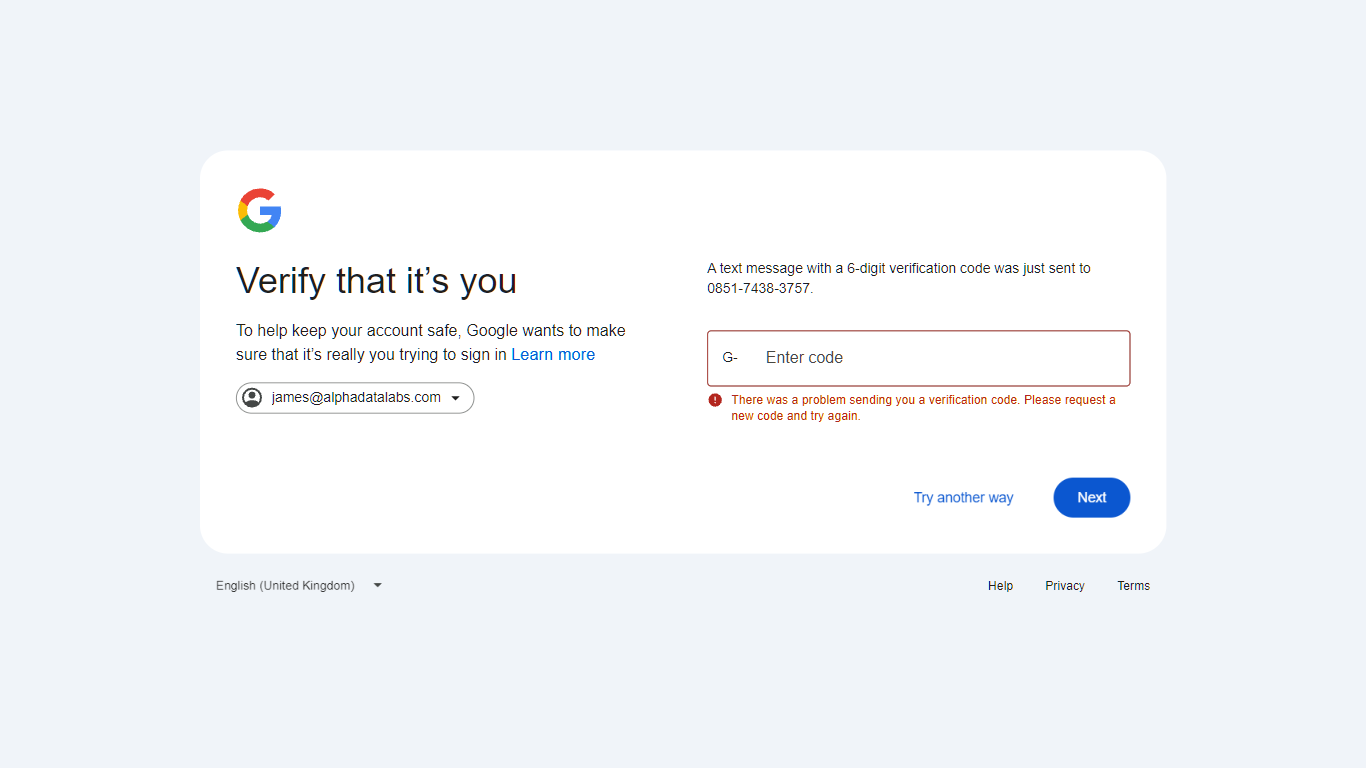 Verify that it’s you
To help keep your account safe, Google wants to make
sure that it’s really you trying to sign in Learn more
james@alphadatalabs.com
A text message with a 6-digit verification code was just sent to
0851-7438-3757.
G- Enter code
There was a problem sending you a verification code. Please request a
new code and try again.
Try another way
Next
English (United Kingdom)
Help Privacy Terms